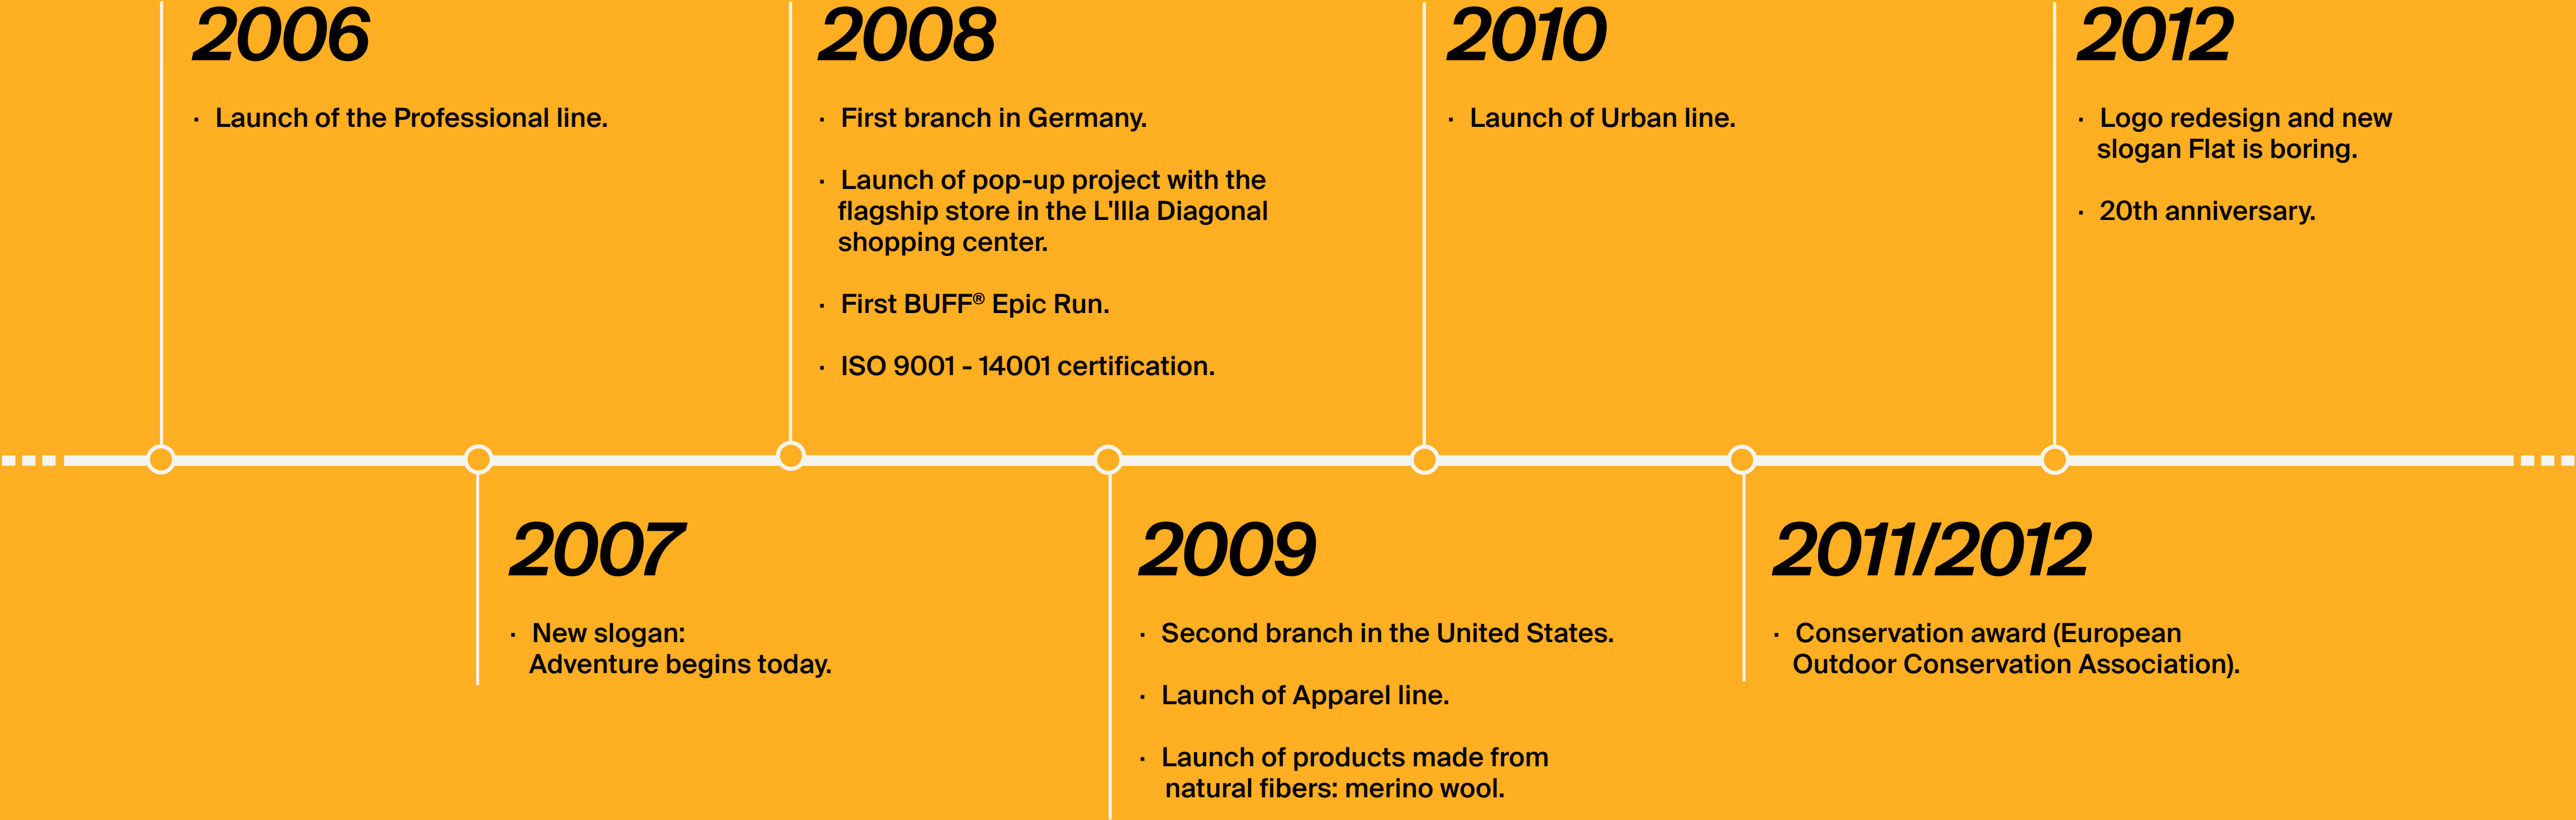 2006
· Launch of the Professional line.
2008
· First branch in Germany.
· Launch of pop-up project with the
flagship store in the L'Illa Diagonal
shopping center.
· First BUFF® Epic Run.
· ISO 9001 - 14001 certification.
2010
· Launch of Urban line.
2012
· Logo redesign and new
slogan Flat is boring.
· 20th anniversary.
2007
· New slogan:
Adventure begins today.
2009
· Second branch in the United States.
· Launch of Apparel line.
· Launch of products made from
natural fibers: merino wool.
2011/2012
· Conservation award (European
Outdoor Conservation Association).